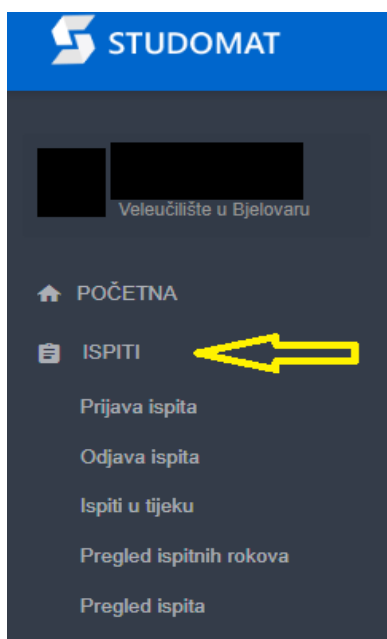 STUDOMAT
Veleučilište u Bjelovaru
POČETNA
ISPITI
Prijava ispita
Odjava ispita
Ispiti u tijeku
Pregled ispitnih rokova
Pregled ispita